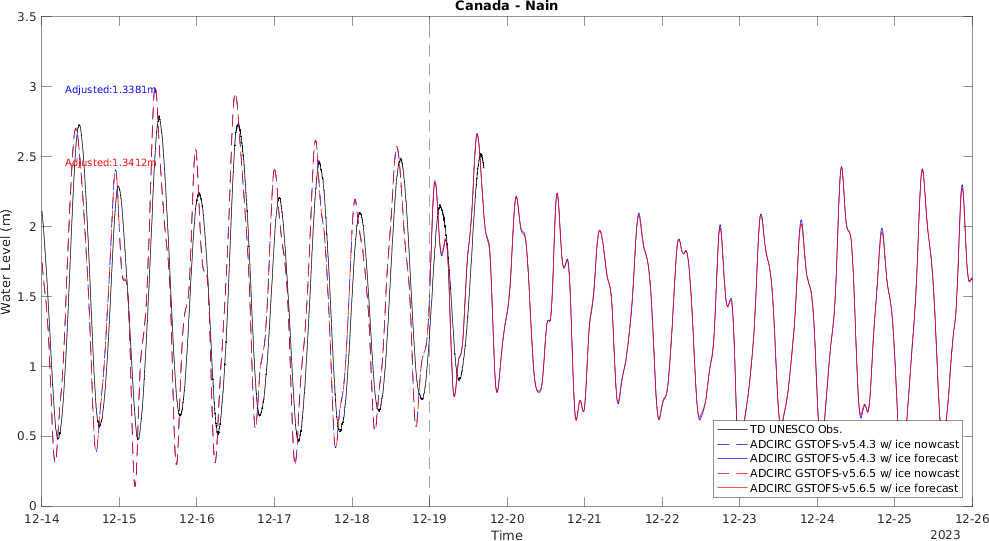 Canada - Nain
3.5
3
2.5
2
1.5
1
0.5
0
Water Level (m)
Adjusted:1.3381m
Adjusted:1.3412m
TD UNESCO Obs.
ADCIRC GSTOFS-v5.4.3 w/ ice nowcast
ADCIRC GSTOFS-v5.4.3 w/ ice forecast
ADCIRC GSTOFS-v5.6.5 w/ ice nowcast
ADCIRC GSTOFS-v5.6.5 w/ ice forecast
12-14 12-15 12-16 12-17 12-18 12-19 12-20 12-21 12-22 12-23 12-24 12-25 12-26
Time
2023